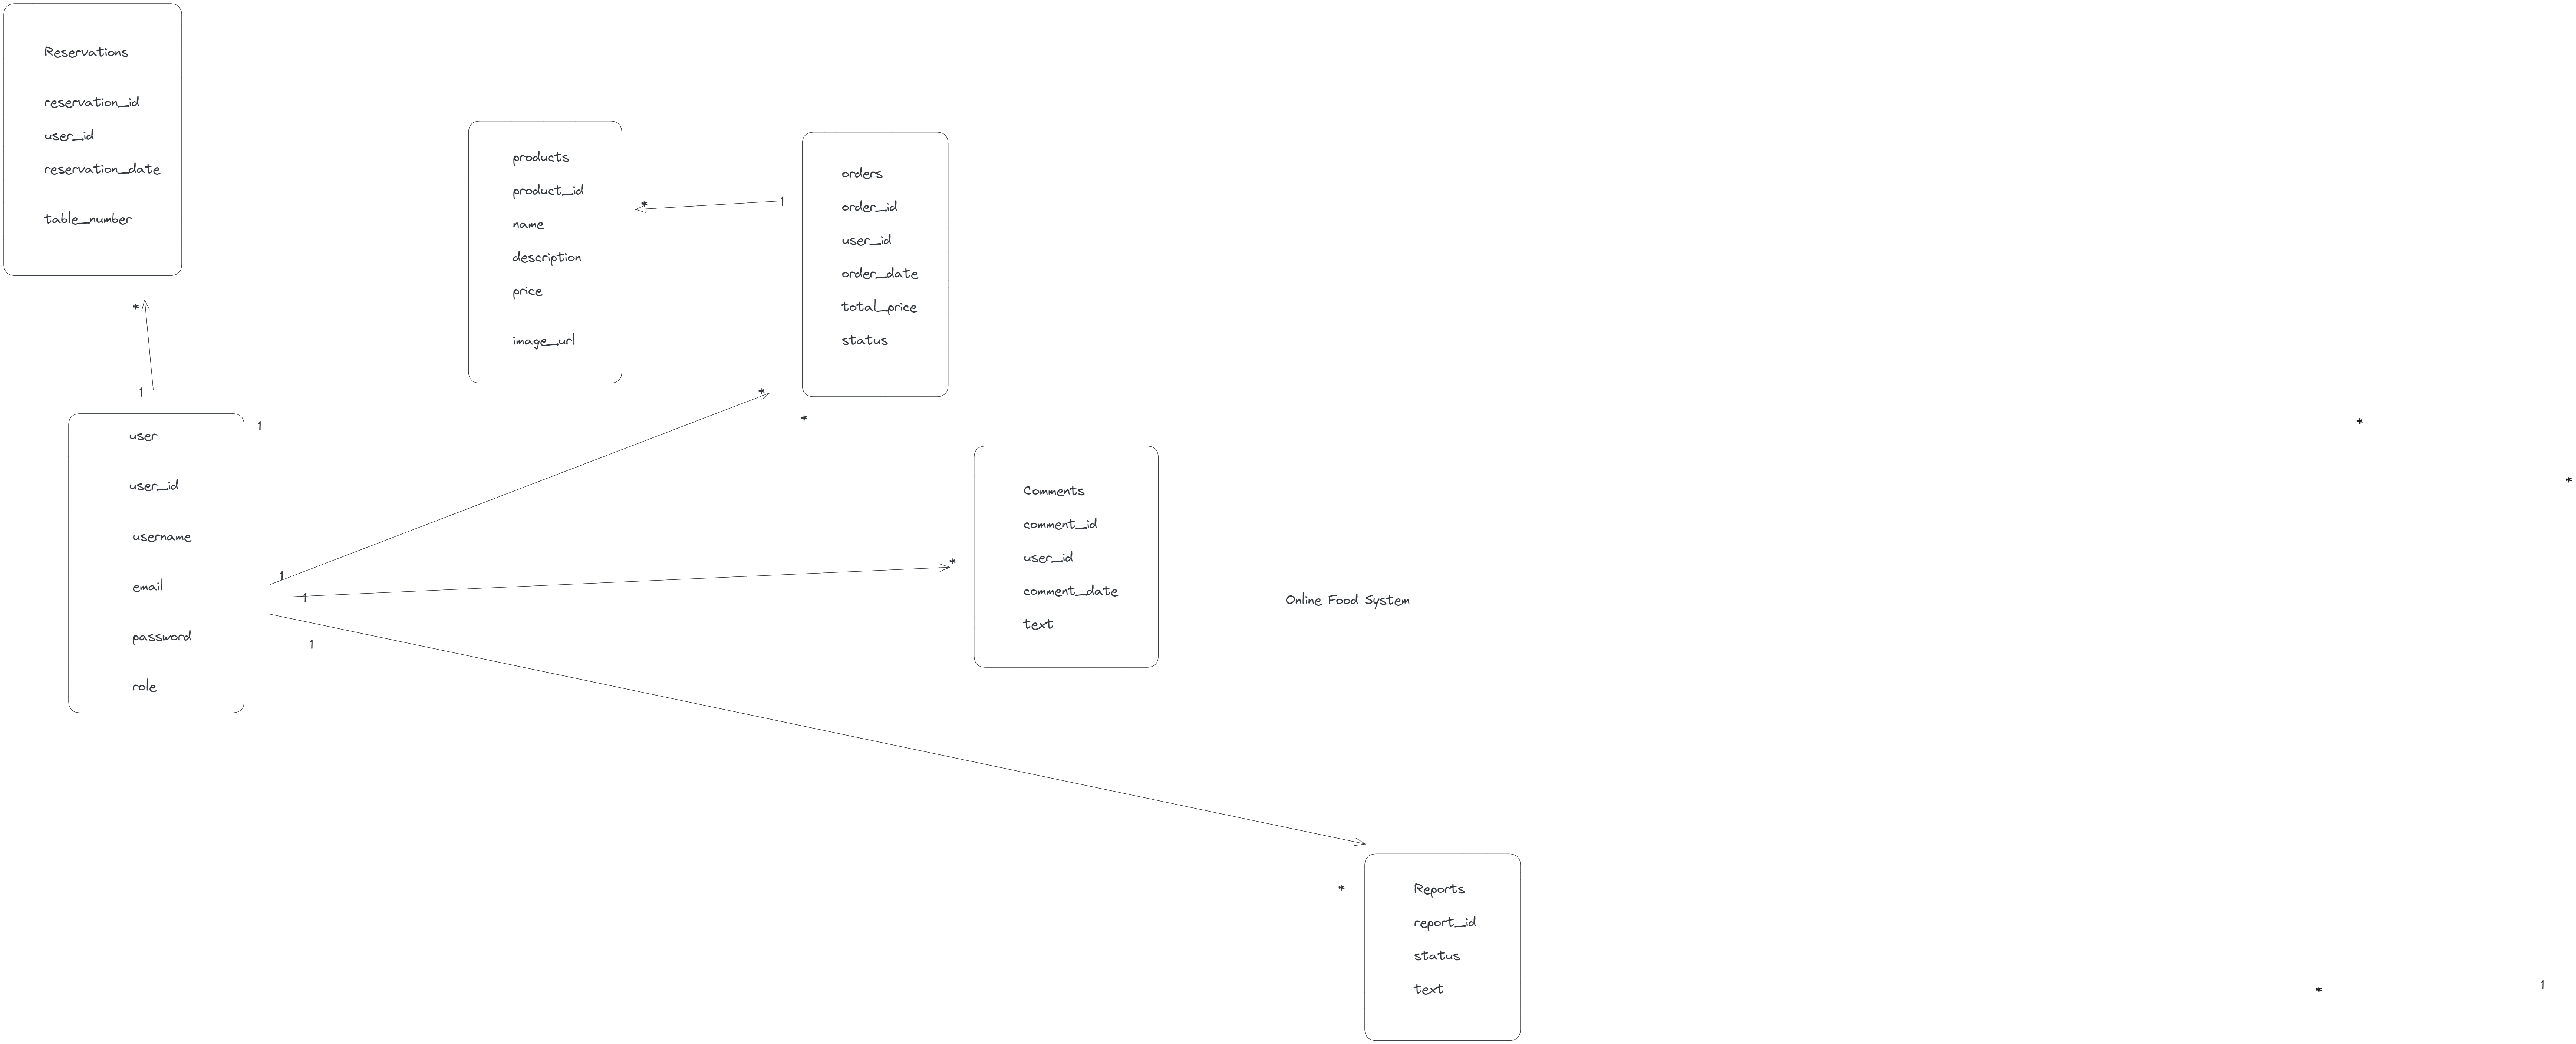 Reservations
reservation_id
user_id
reservation_date
table_number
*
1
products
product_id
name
description
price
image_url
*
1
orders
order_id
user_id
order_date
total_price
status
*
*
1
user
user_id
username
email
password
role
1
1
1
*
Comments
comment_id
user_id
comment_date
text
Online Food System
*
Reports
report_id
status
text
*
*
*
1